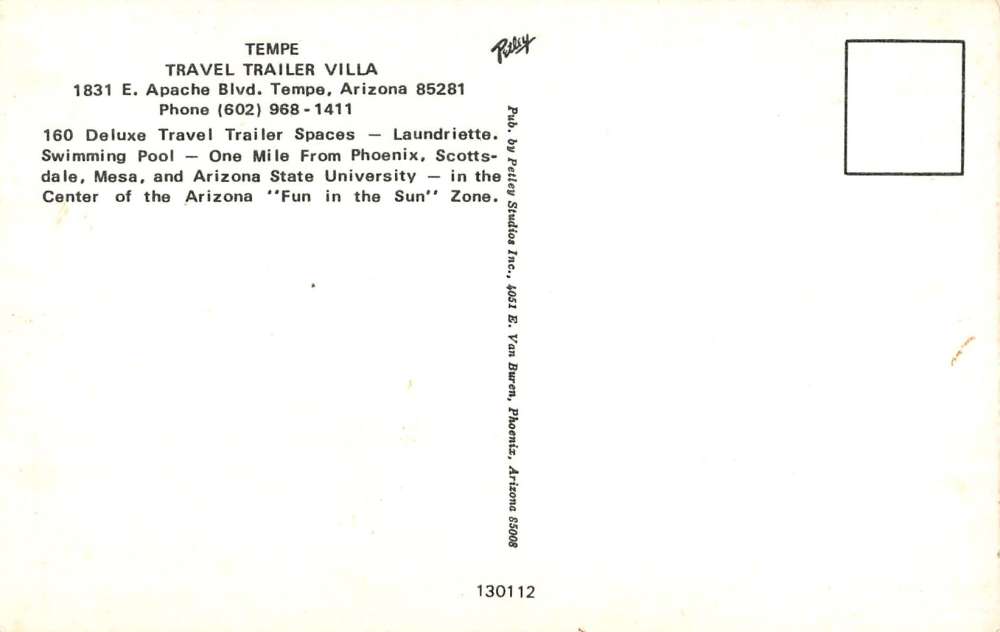 TEMPE
TRAVEL TRAILER VILLA
1831 E. Apache Blvd. Tempe, Arizona 85281
Phone (602) 968-1411
160 Deluxe Travel Trailer Spaces — Laundriette.
Swimming Pool — One Mile From Phoenix, Scotts-
dale, Mesa, and Arizona State University — in the
Center of the Arizona "Fun in the Sun" Zone.
Petley
Pub. by Petley Studios Inc., 4051 E. Van Buren, Phoenix, Arizona 85008
130112